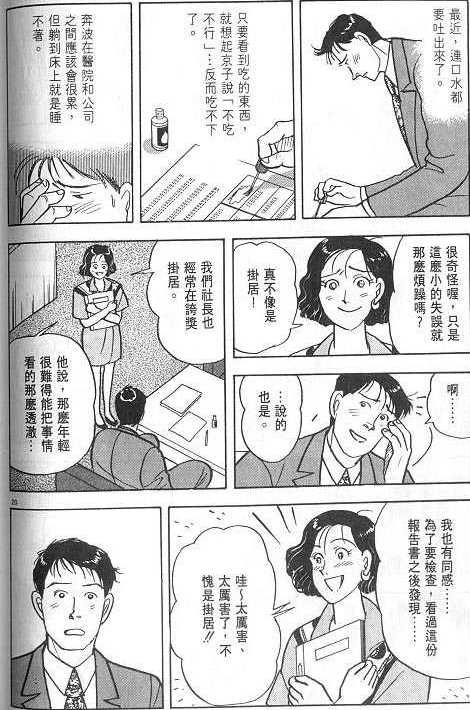 最近，連口水都
要吐出來了。
只要看到吃的東西，
就想起京子說「不吃
不行」…反而吃不下
了。
奔波在醫院和公司
之間應該會很累，
但躺到床上就是睡
不著。
很奇怪喔，只是
這麼小的失誤就
那麼煩躁嗎？
真不像是
掛居！
我們社長也
經常在誇獎
掛居。
他說，那麼年輕
很難得能把事情
看的那麼透澈…
啊……
…說的
也是。
我也有同感……
為了要檢查，看過這份
報告書之後發現……
哇～太厲害、
太厲害了，不
愧是掛居!!
20